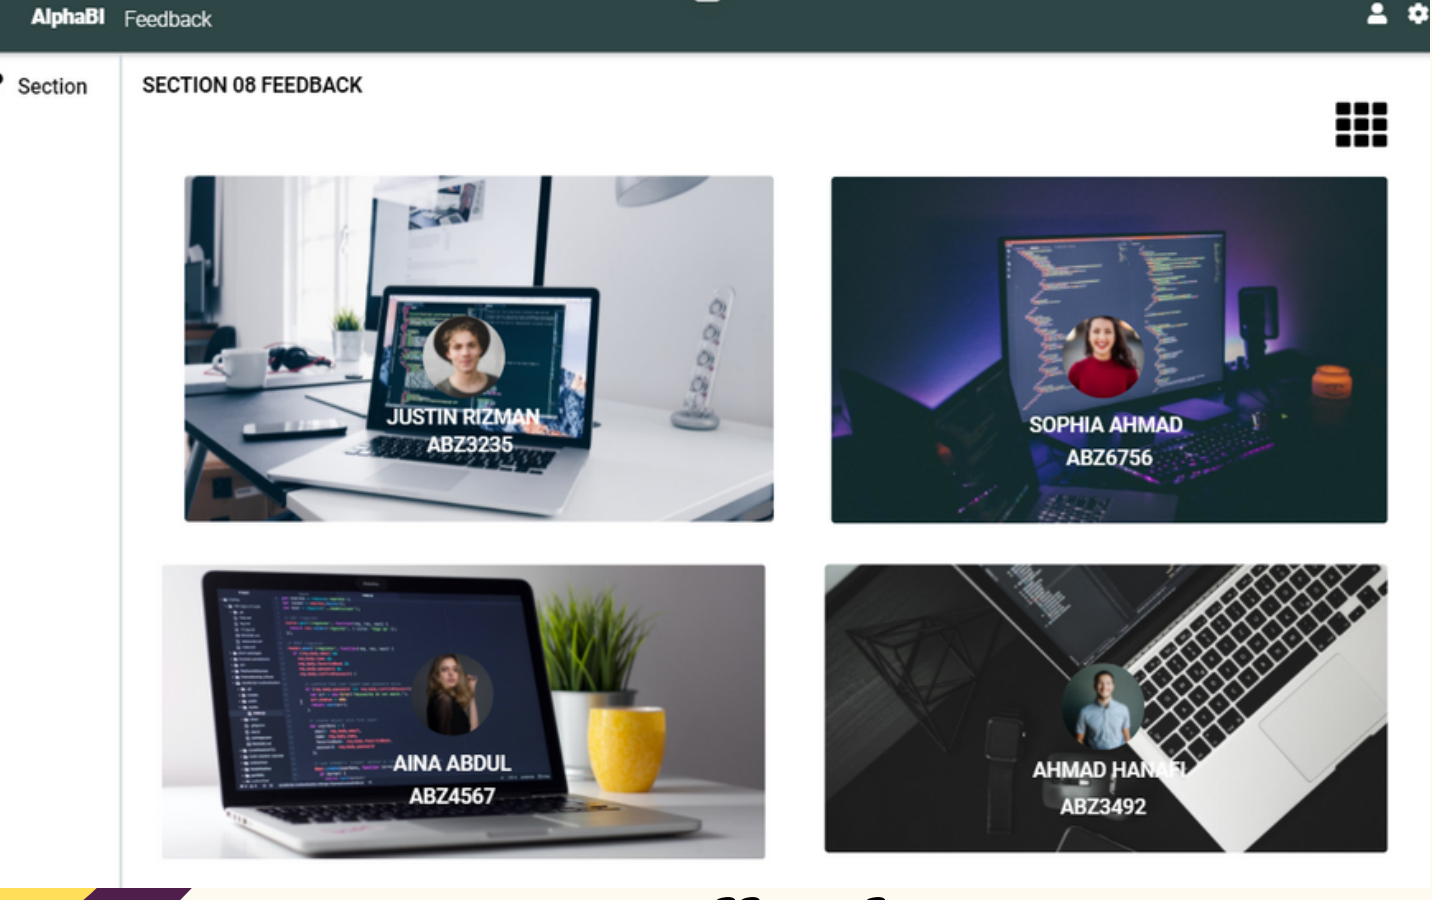 AlphaBI Feedback
Section
SECTION 08 FEEDBACK
JUSTIN RIZMAN
ABZ3235
SOPHIA AHMAD
ABZ6756
AINA ABDUL
ABZ4567
AHMAD HANAFI
ABZ3492